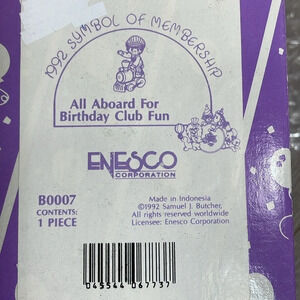 1992 SYMBOL OF MEMBERSHIP
All Aboard For
Birthday Club Fun
ENESCO
CORPORATION
B0007
CONTENTS:
1 PIECE
Made in Indonesia
©1992 Samuel J. Butcher,
All rights reserved worldwide
Licensee: Enesco Corporation
045544 067737